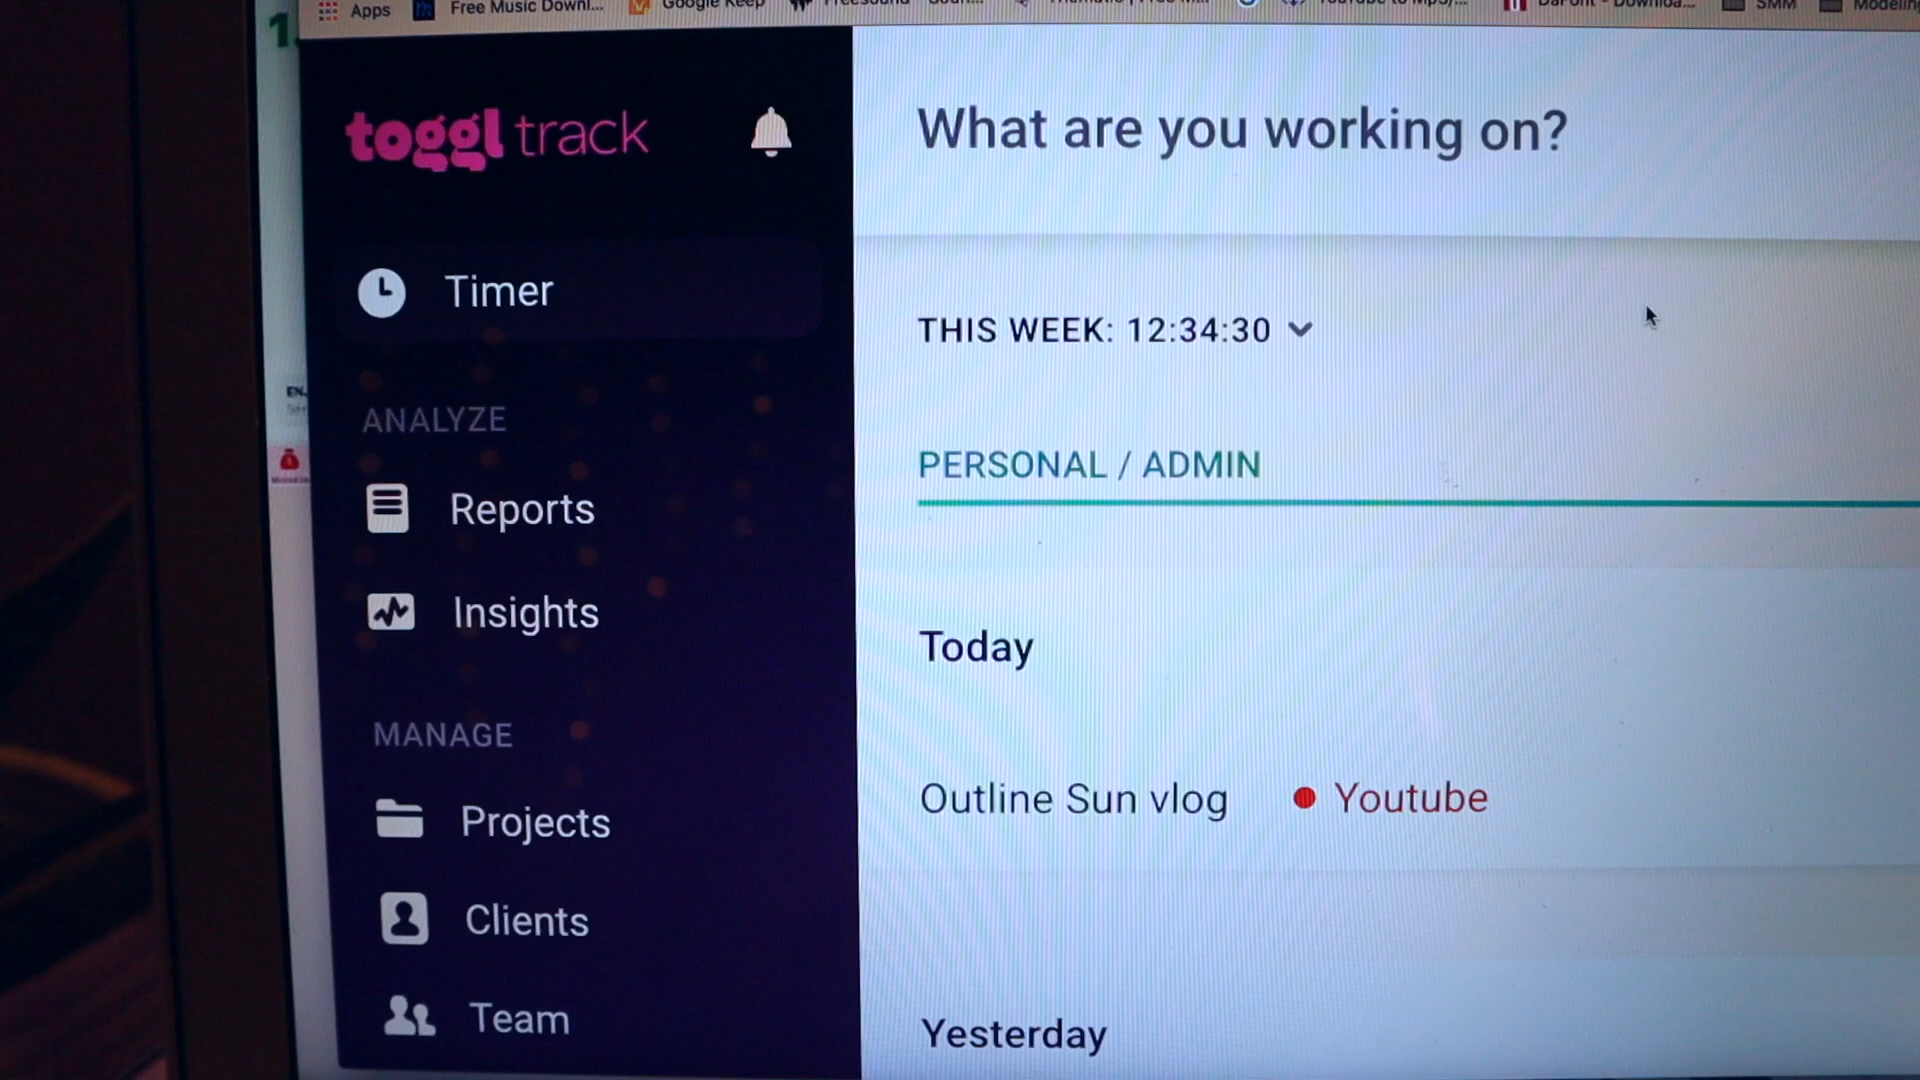 Apps Free Music Downl... Google Keep
toggl track
What are you working on?
Timer
THIS WEEK: 12:34:30
ANALYZE
PERSONAL / ADMIN
Reports
Insights
Today
MANAGE
Outline Sun vlog Youtube
Projects
Clients
Team
Yesterday